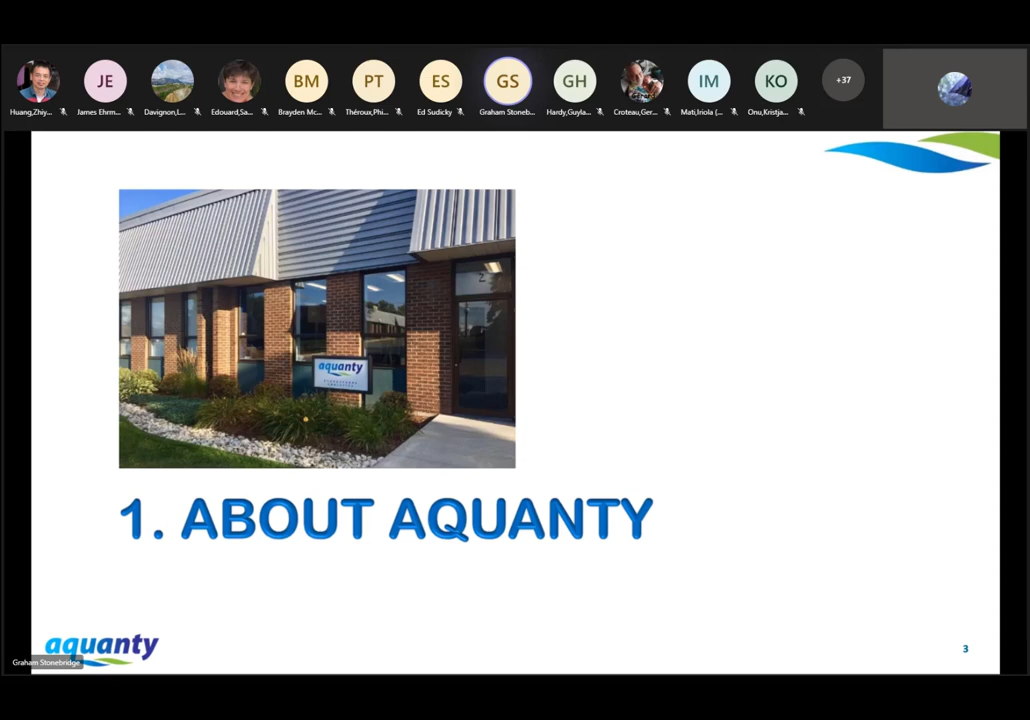 JE
BM
PT
ES
GS
GH
IM
KO
+37
Huang,Zhiy...
James Ehrm...
Davignon,L...
Edouard,Sa...
Brayden Mc...
Théroux,Phi...
Ed Sudicky
Graham Stoneb...
Hardy,Guyla...
Croteau,Ger...
Mati,Iriola (...
Onu,Kristja...
2
aquanty
1. ABOUT AQUANTY
aquanty
Graham Stonebridge
3